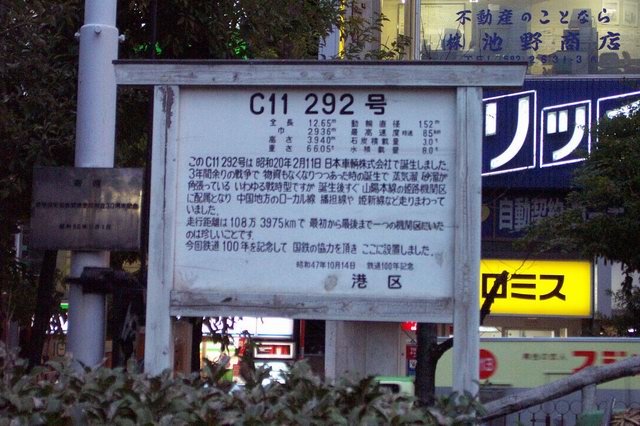 不動産のことなら
㈱池野商店
C11 292号
全長 12.65m 動輪直径 152m
巾 2.936m 最高速度 時速 85km
高さ 3.940m 石炭積載量 3.0t
重さ 66.05t 水積載量 8.0t
このC11 292号は 昭和20年2月11日 日本車輌株式会社で誕生しました
3年間余りの戦争で 物資もなくなりつつあった時の誕生で 蒸気溜 砂溜が
角張っている いわゆる戦時型ですが 誕生後すぐ 山陽本線の姫路機関区
に配属となり 中国地方のローカル線 播担線や 姫新線など走りまわって
いました。
走行距離は108万3975kmで 最初から最後まで一つの機関区だいた
のは珍しいことです
今回鉄道100年を記念して 国鉄の協力を頂き ここに設置しました。
昭和47年10月14日 鉄道100年記念
港区
リッ
自動契約
ロミス